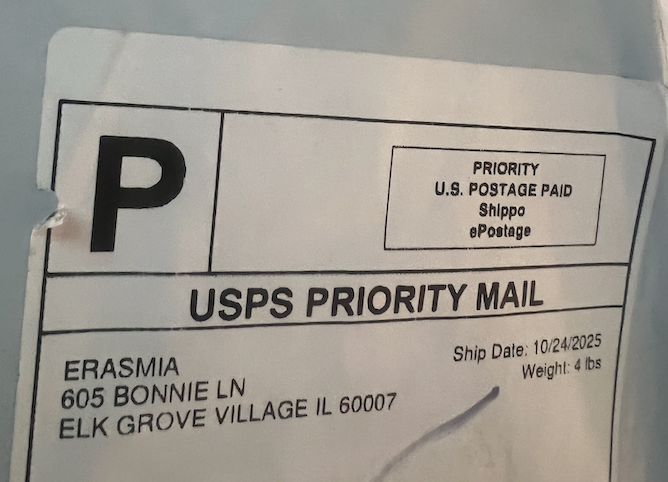 P
PRIORITY
U.S. POSTAGE PAID
Shippo
ePostage
USPS PRIORITY MAIL
Ship Date: 10/24/2025
Weight: 4 lbs
ERASMIA
605 BONNIE LN
ELK GROVE VILLAGE IL 60007